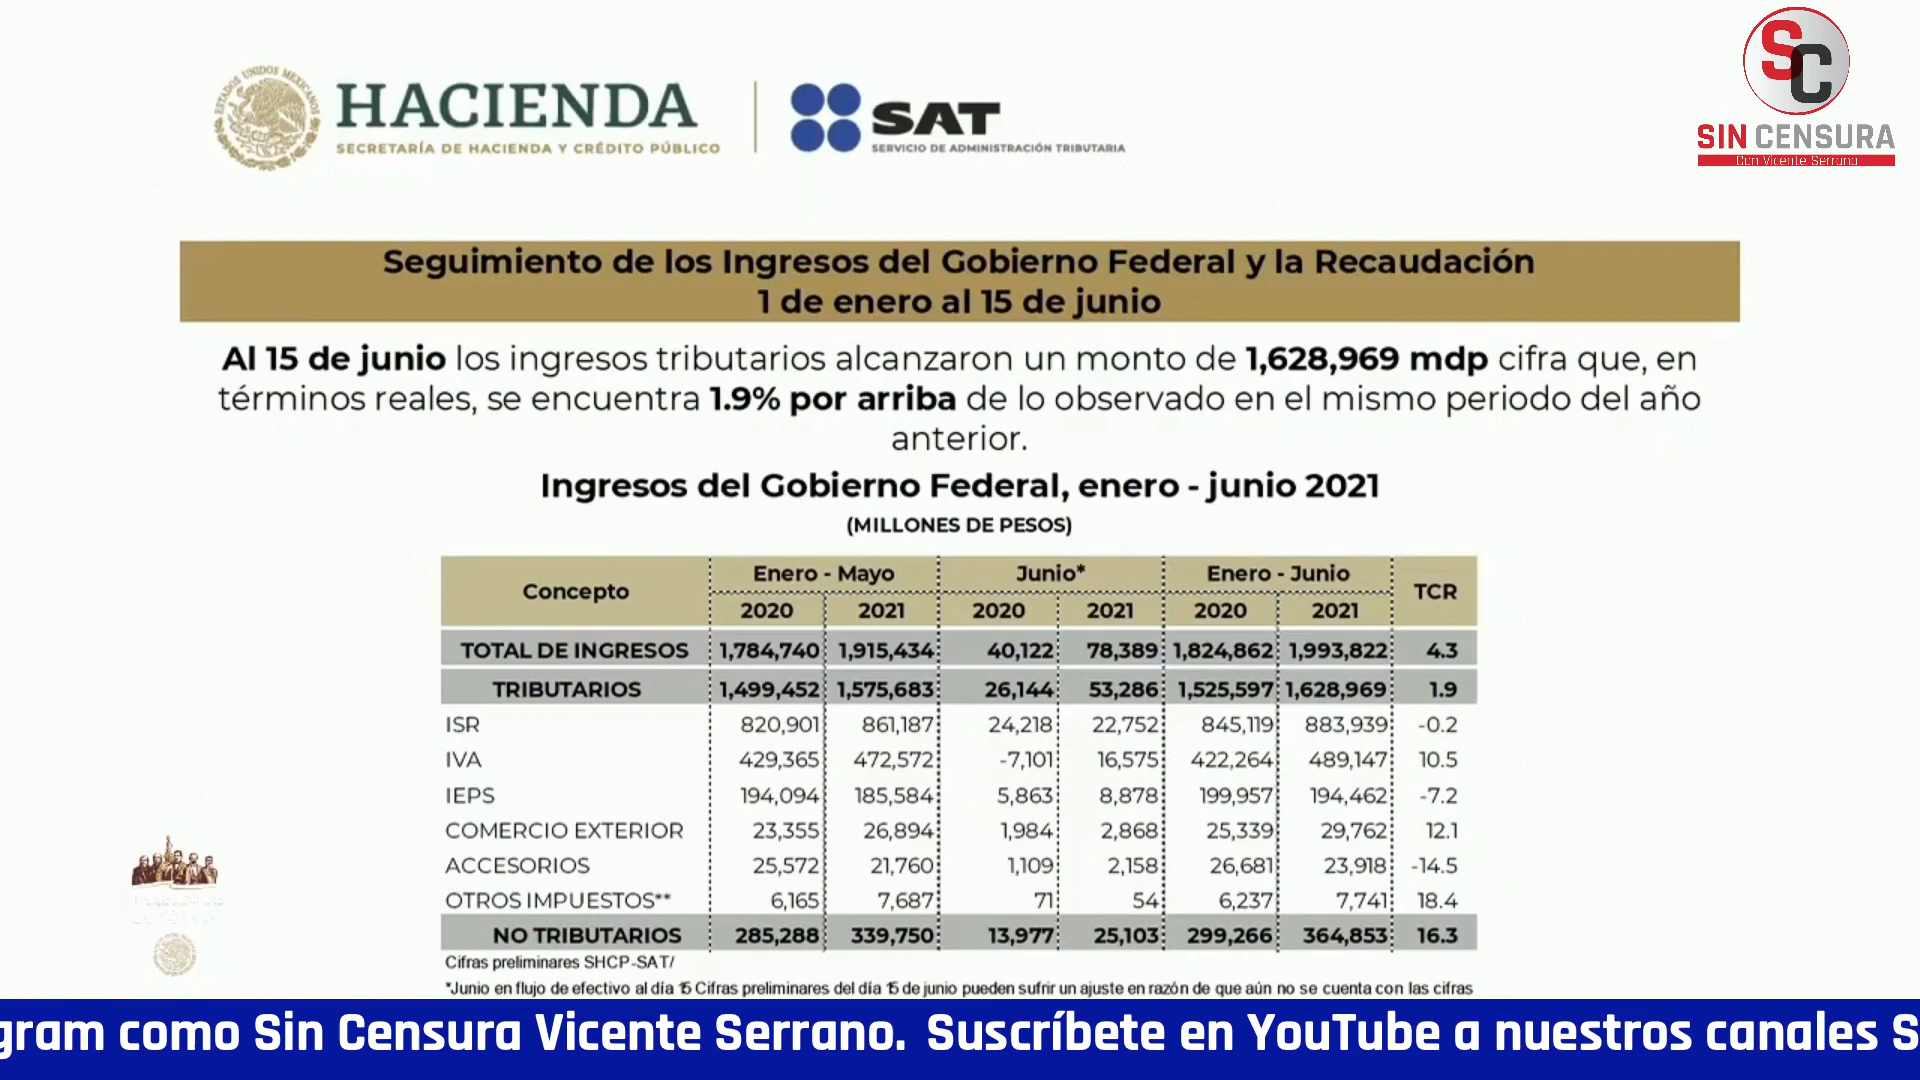 ESTADOS UNIDOS MEXICANOS
HACIENDA
SECRETARÍA DE HACIENDA Y CRÉDITO PÚBLICO
SAT
SERVICIO DE ADMINISTRACIÓN TRIBUTARIA
SC
SIN CENSURA
Con Vicente Serrano
Seguimiento de los Ingresos del Gobierno Federal y la Recaudación
1 de enero al 15 de junio
Al 15 de junio los ingresos tributarios alcanzaron un monto de 1,628,969 mdp cifra que, en
términos reales, se encuentra 1.9% por arriba de lo observado en el mismo periodo del año
anterior.
Ingresos del Gobierno Federal, enero - junio 2021
(MILLONES DE PESOS)
Concepto Enero - Mayo Junio* Enero - Junio TCR
2020 2021 2020 2021 2020 2021
TOTAL DE INGRESOS 1,784,740 1,915,434 40,122 78,389 1,824,862 1,993,822 4.3
TRIBUTARIOS 1,499,452 1,575,683 26,144 53,286 1,525,597 1,628,969 1.9
ISR 820,901 861,187 24,218 22,752 845,119 883,939 -0.2
IVA 429,365 472,572 -7,101 16,575 422,264 489,147 10.5
IEPS 194,094 185,584 5,863 8,878 199,957 194,462 -7.2
COMERCIO EXTERIOR 23,355 26,894 1,984 2,868 25,339 29,762 12.1
ACCESORIOS 25,572 21,760 1,109 2,158 26,681 23,918 -14.5
OTROS IMPUESTOS** 6,165 7,687 71 54 6,237 7,741 18.4
NO TRIBUTARIOS 285,288 339,750 13,977 25,103 299,266 364,853 16.3
Cifras preliminares SHCP-SAT/
*Junio en flujo de efectivo al día 15 Cifras preliminares del día 15 de junio pueden sufrir un ajuste en razón de que aún no se cuenta con las cifras
gram como Sin Censura Vicente Serrano. Suscríbete en YouTube a nuestros canales S